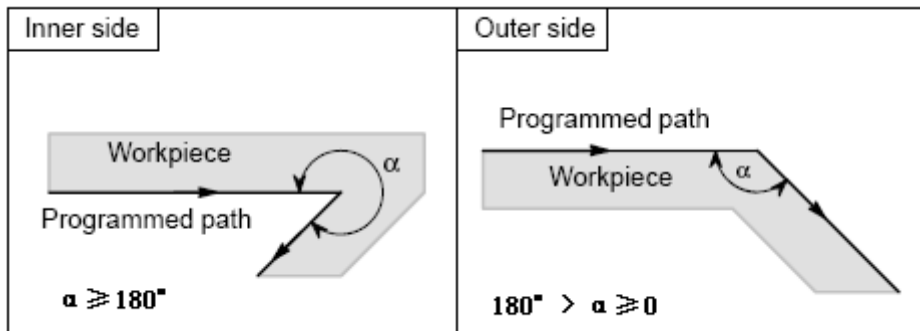 Inner side
Workpiece
α
Programmed path
α ≥ 180°
Outer side
Programmed path
α
Workpiece
180° > α ≥ 0